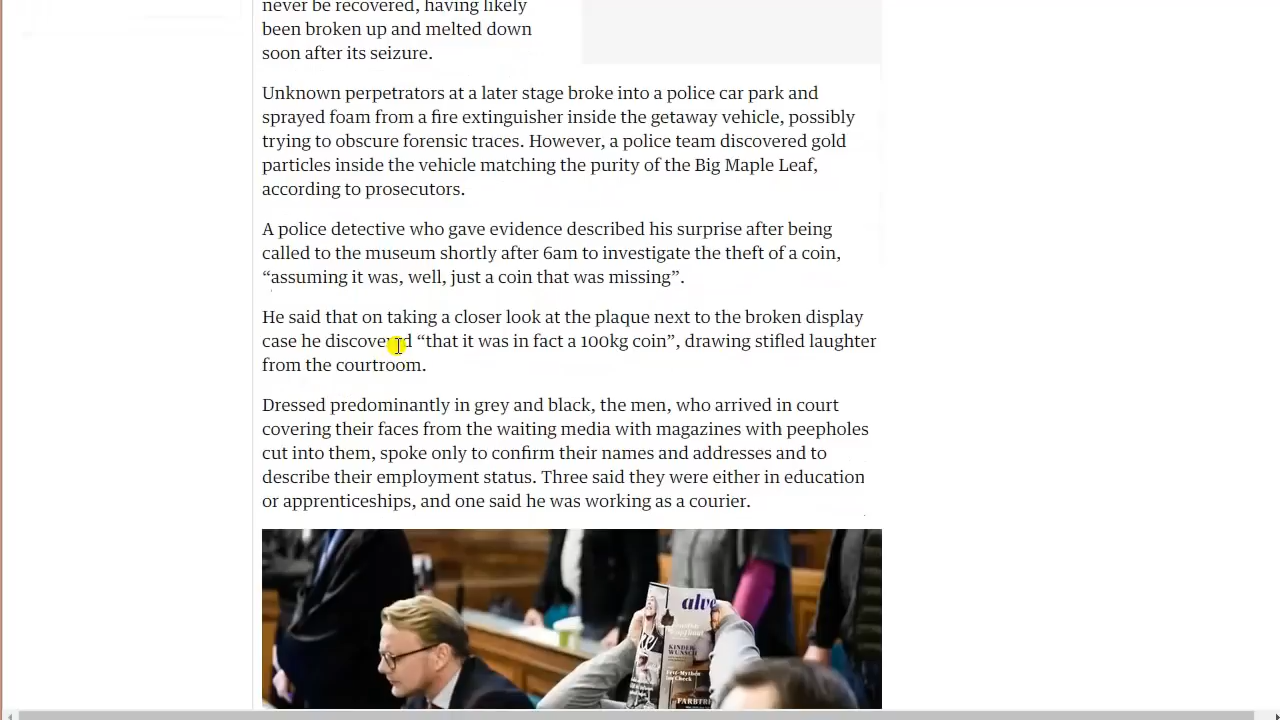 never be recovered, having likely
been broken up and melted down
soon after its seizure.
Unknown perpetrators at a later stage broke into a police car park and
sprayed foam from a fire extinguisher inside the getaway vehicle, possibly
trying to obscure forensic traces. However, a police team discovered gold
particles inside the vehicle matching the purity of the Big Maple Leaf,
according to prosecutors.
A police detective who gave evidence described his surprise after being
called to the museum shortly after 6am to investigate the theft of a coin,
“assuming it was, well, just a coin that was missing”.
He said that on taking a closer look at the plaque next to the broken display
case he discovered “that it was in fact a 100kg coin”, drawing stifled laughter
from the courtroom.
Dressed predominantly in grey and black, the men, who arrived in court
covering their faces from the waiting media with magazines with peepholes
cut into them, spoke only to confirm their names and addresses and to
describe their employment status. Three said they were either in education
or apprenticeships, and one said he was working as a courier.
alve
KINDER
WUNSCH